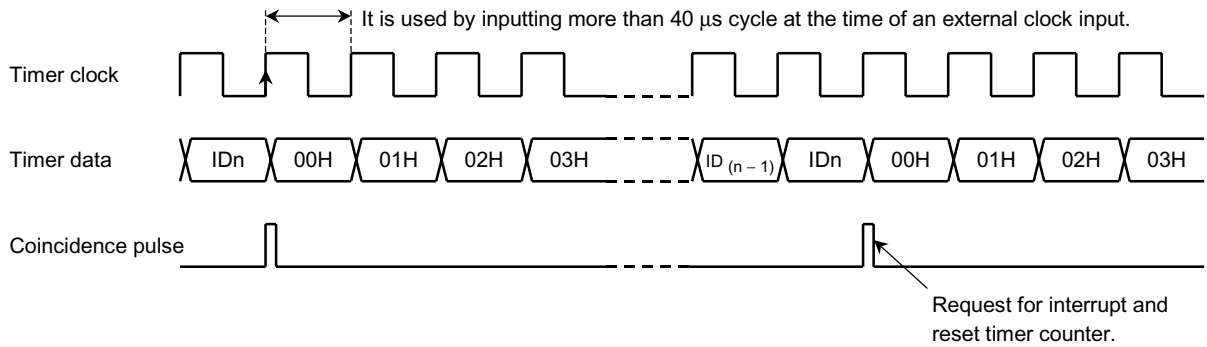 It is used by inputting more than 40 μs cycle at the time of an external clock input.
Timer clock
Timer data
IDn 00H 01H 02H 03H ID (n − 1) IDn 00H 01H 02H 03H
Coincidence pulse
Request for interrupt and
reset timer counter.